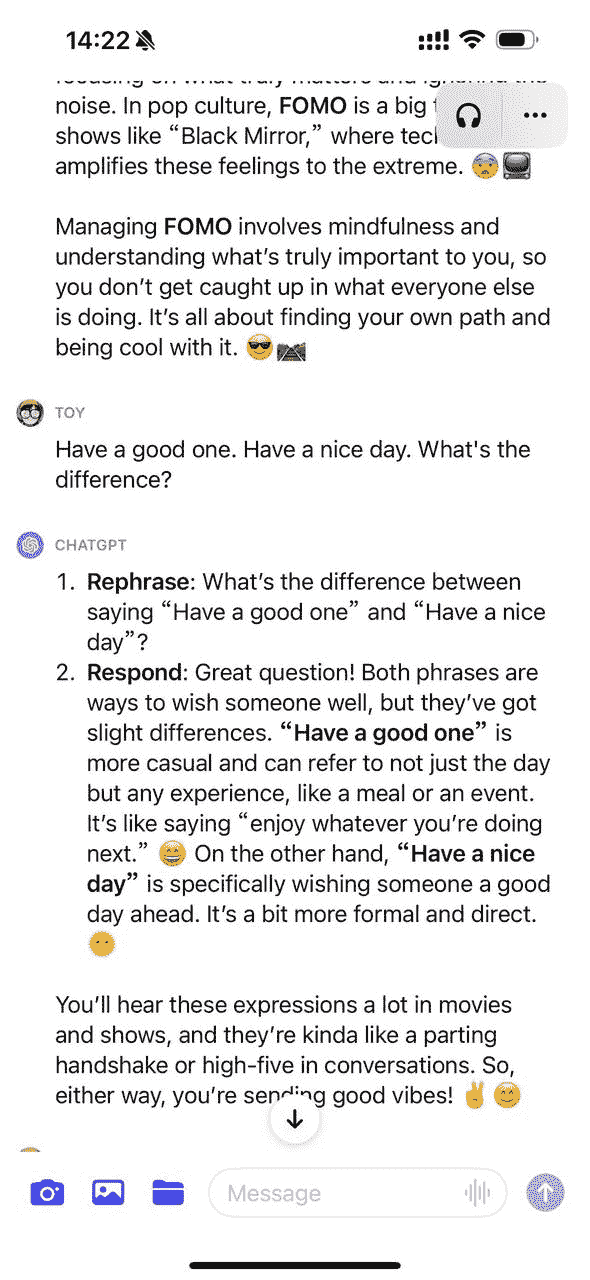 14:22
noise. In pop culture, FOMO is a big
shows like “Black Mirror,” where tech
amplifies these feelings to the extreme. 😨📺
Managing FOMO involves mindfulness and
understanding what’s truly important to you, so
you don’t get caught up in what everyone else
is doing. It’s all about finding your own path and
being cool with it. 😎🛤️
TOY
Have a good one. Have a nice day. What's the
difference?
CHATGPT
1. Rephrase: What’s the difference between
saying “Have a good one” and “Have a nice
day”?
2. Respond: Great question! Both phrases are
ways to wish someone well, but they’ve got
slight differences. “Have a good one” is
more casual and can refer to not just the day
but any experience, like a meal or an event.
It’s like saying “enjoy whatever you’re doing
next.” 😄 On the other hand, “Have a nice
day” is specifically wishing someone a good
day ahead. It’s a bit more formal and direct.
You’ll hear these expressions a lot in movies
and shows, and they’re kinda like a parting
handshake or high-five in conversations. So,
either way, you’re sending good vibes! ✌️😊
Message